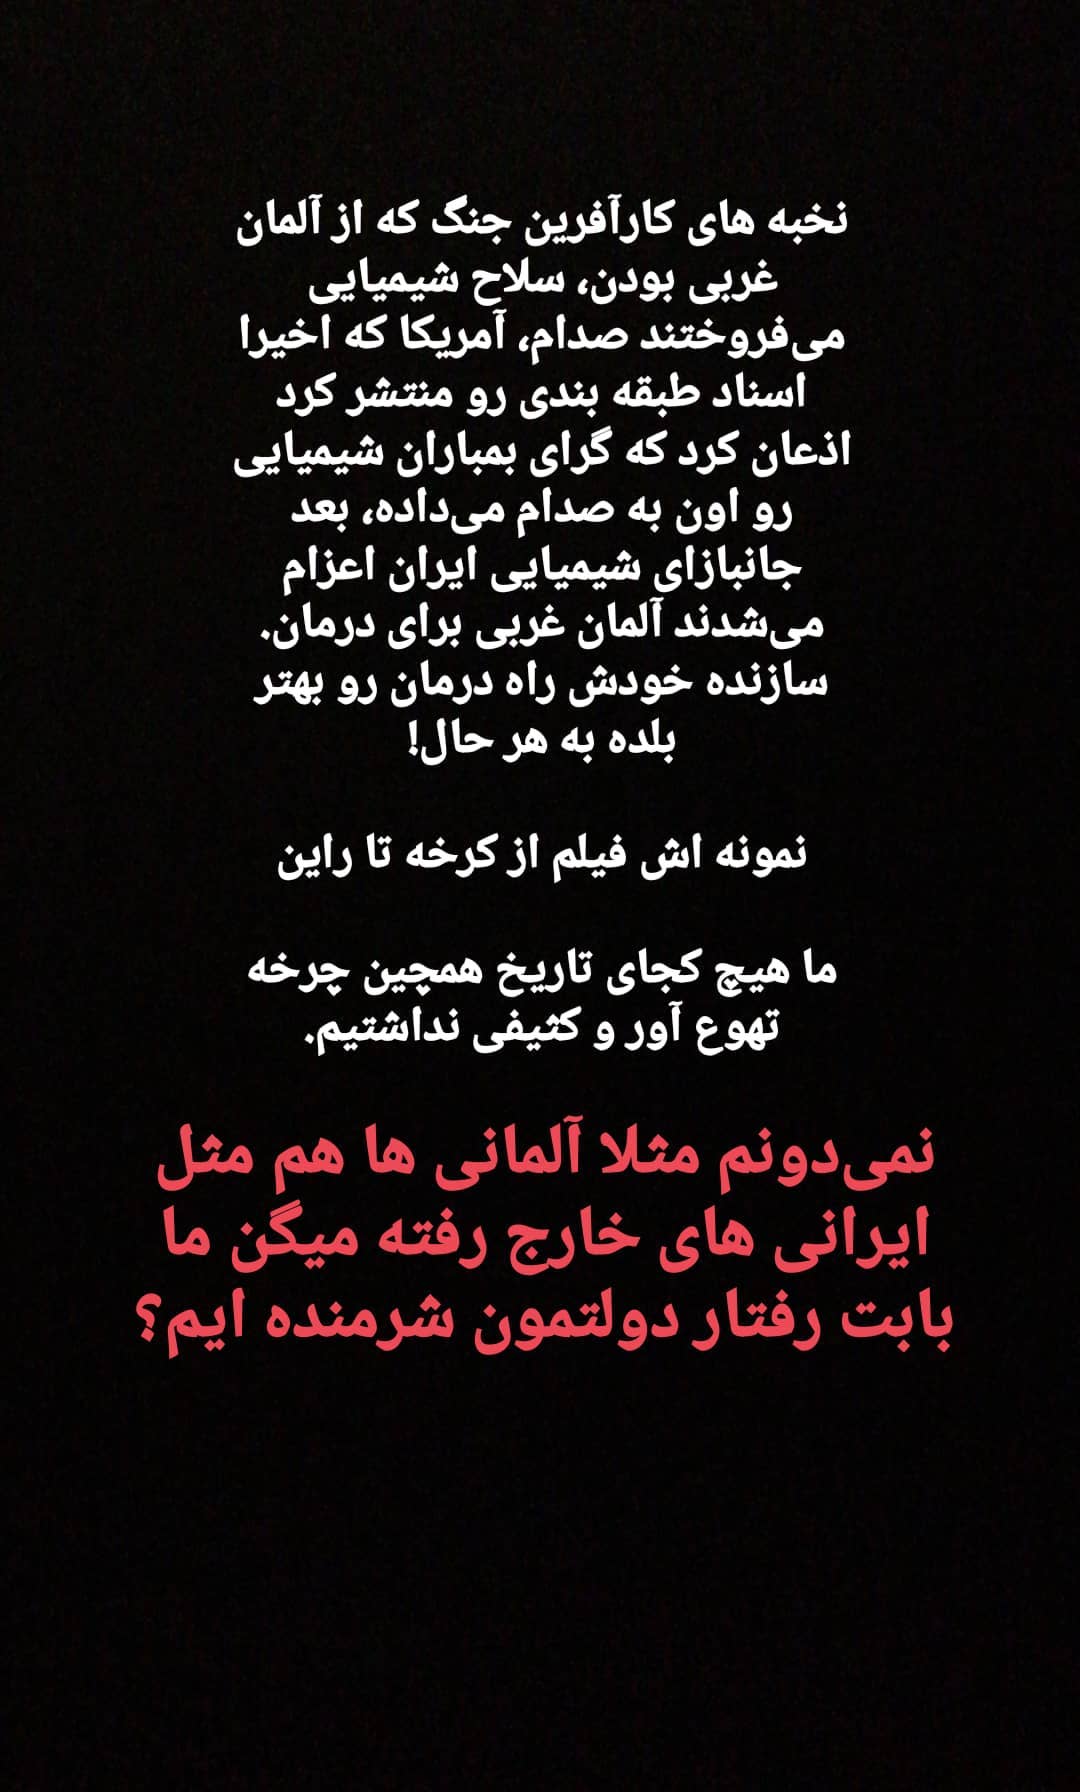 نخبه های کارآفرین جنگ که از آلمان
غربی بودن، سلاح شیمیایی
می‌فروختند صدام، آمریکا که اخیرا
اسناد طبقه بندی رو منتشر کرد
اذعان کرد که گرای بمباران شیمیایی
رو اون به صدام می‌داده، بعد
جانبازای شیمیایی ایران اعزام
می‌شدند آلمان غربی برای درمان.
سازنده خودش راه درمان رو بهتر
بلده به هر حال!
نمونه اش فیلم از کرخه تا راین
ما هیچ کجای تاریخ همچین چرخه
تهوع آور و کثیفی نداشتیم.
نمی‌دونم مثلا آلمانی ها هم مثل
ایرانی های خارج رفته میگن ما
بابت رفتار دولتمون شرمنده ایم؟